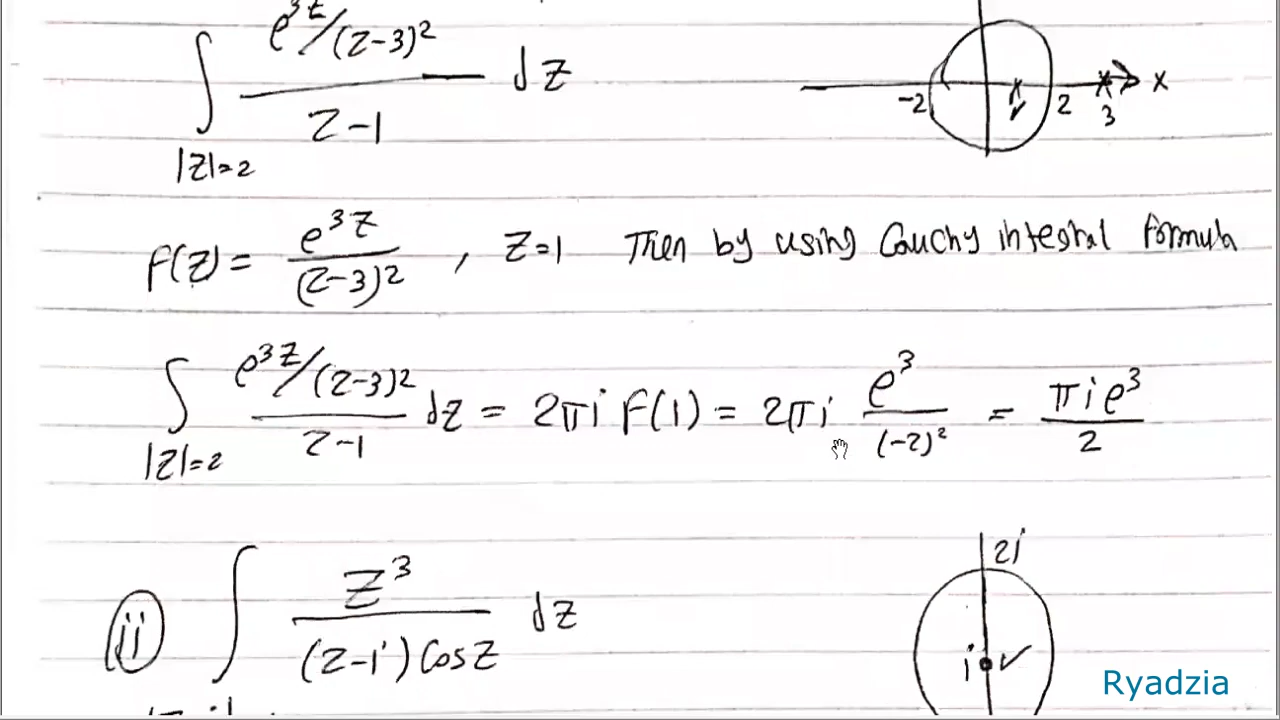 ∫ e^{3z}/(z-3)^2 / z-1 dz
|z|=2
-2 2 3 x
f(z) = e^{3z} / (z-3)^2 , z=1 Then by using Cauchy integral formula
∫ e^{3z}/(z-3)^2 / z-1 dz = 2πi f(1) = 2πi e^3 / (-2)^2 = πi e^3 / 2
|z|=2
2i
(ii) ∫ z^3 / (z-i) Cos z dz
i
Ryadzia